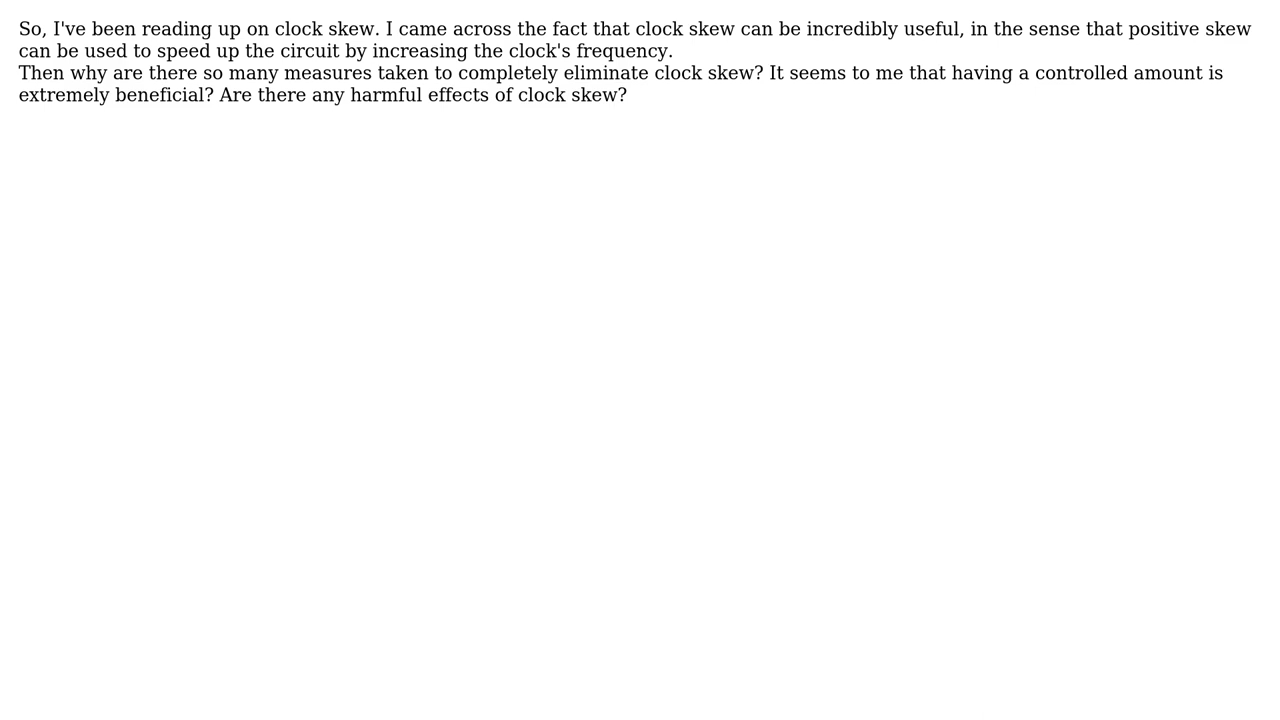 So, I've been reading up on clock skew. I came across the fact that clock skew can be incredibly useful, in the sense that positive skew
can be used to speed up the circuit by increasing the clock's frequency.
Then why are there so many measures taken to completely eliminate clock skew? It seems to me that having a controlled amount is
extremely beneficial? Are there any harmful effects of clock skew?